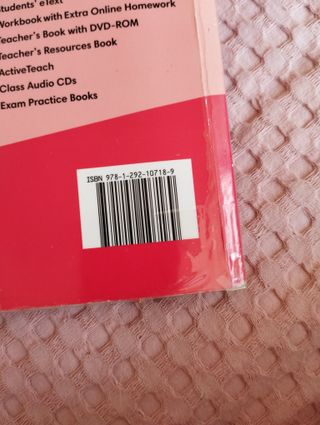 Students' eText
Workbook with Extra Online Homework
Teacher's Book with DVD-ROM
Teacher's Resources Book
ActiveTeach
Class Audio CDs
Exam Practice Books
ISBN 978-1-292-10718-9